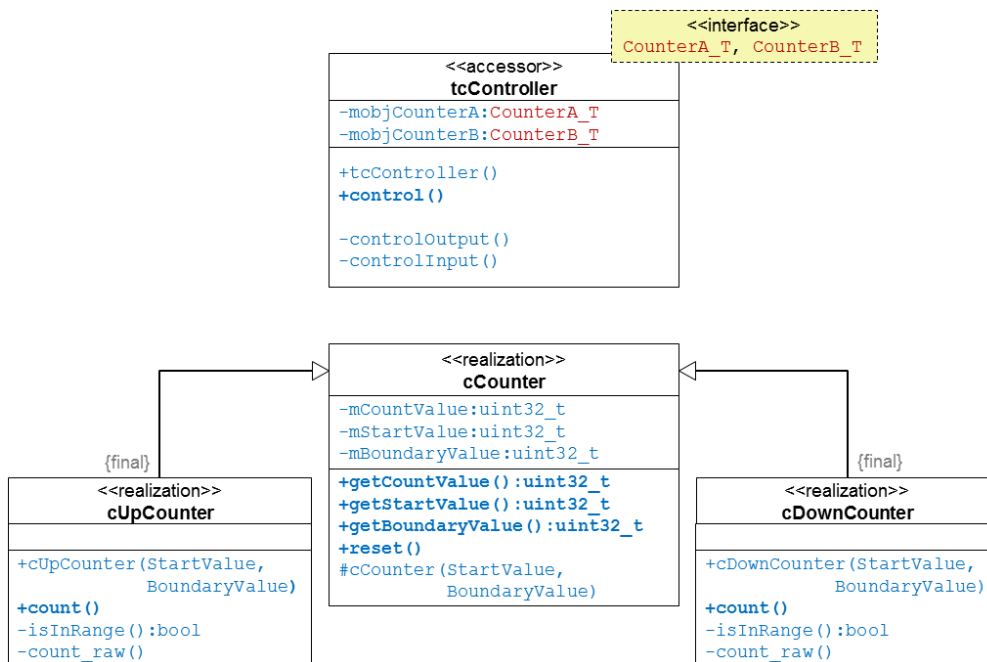 <<interface>>
CounterA_T, CounterB_T
<<accessor>>
tcController
-mobjCounterA:CounterA_T
-mobjCounterB:CounterB_T
+tcController()
+control()
-controlOutput()
-controlInput()
<<realization>>
cCounter
-mCountValue:uint32_t
-mStartValue:uint32_t
-mBoundaryValue:uint32_t
+getCountValue():uint32_t
+getStartValue():uint32_t
+getBoundaryValue():uint32_t
+reset()
#cCounter(StartValue,
BoundaryValue)
{final}
<<realization>>
cUpCounter
+cUpCounter(StartValue,
BoundaryValue)
+count()
-isInRange():bool
-count_raw()
{final}
<<realization>>
cDownCounter
+cDownCounter(StartValue,
BoundaryValue)
+count()
-isInRange():bool
-count_raw()